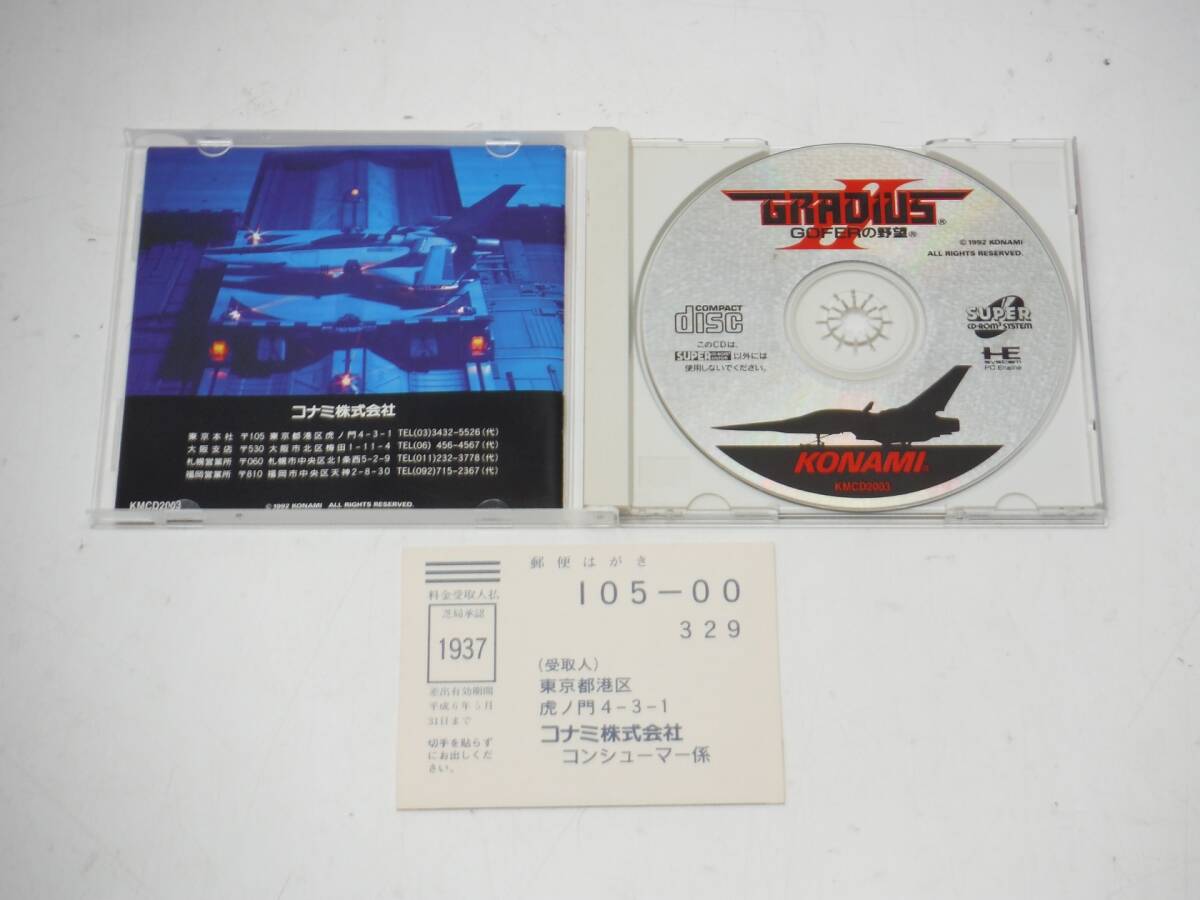 コナミ株式会社
東京本社 〒105 東京都港区虎ノ門4-3-1 TEL(03)3432-5526(代)
大阪支店 〒530 大阪市北区梅田1-11-4 TEL(06) 456-4567(代)
札幌営業所 〒060 札幌市中央区北1条西5-2-9 TEL(011)232-3778(代)
福岡営業所 〒810 福岡市中央区天神2-8-30 TEL(092)715-2367(代)
KMCD2003 ©1992 KONAMI ALL RIGHTS RESERVED.
GRADIUS II ®
GOFERの野望®
©1992 KONAMI
ALL RIGHTS RESERVED.
COMPACT
disc
このCDは、
SUPER 以外には
使用しないでください。
SUPER
CD-ROM² SYSTEM
HE
system
PC Engine
KONAMI
KMCD2003
郵便はがき
105-00
329
料金受取人払
芝局承認
1937
差出有効期間
平成6年5月
31日まで
切手を貼らず
にお出しくだ
さい。
(受取人)
東京都港区
虎ノ門4-3-1
コナミ株式会社
コンシューマー係